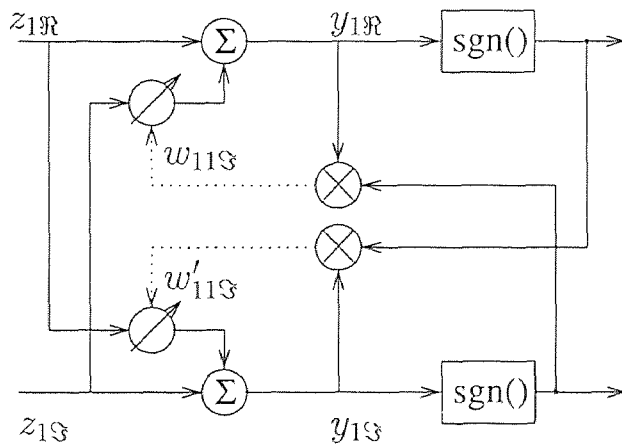 z1ℜ
Σ
y1ℜ
sgn()
w11ℑ
w′11ℑ
z1ℑ
Σ
y1ℑ
sgn()